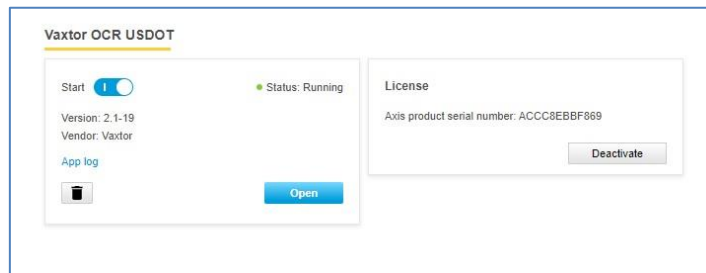 Vaxtor OCR USDOT
Start
Status: Running
Version: 2.1-19
Vendor: Vaxtor
App log
Open
License
Axis product serial number: ACCC8EBBF869
Deactivate